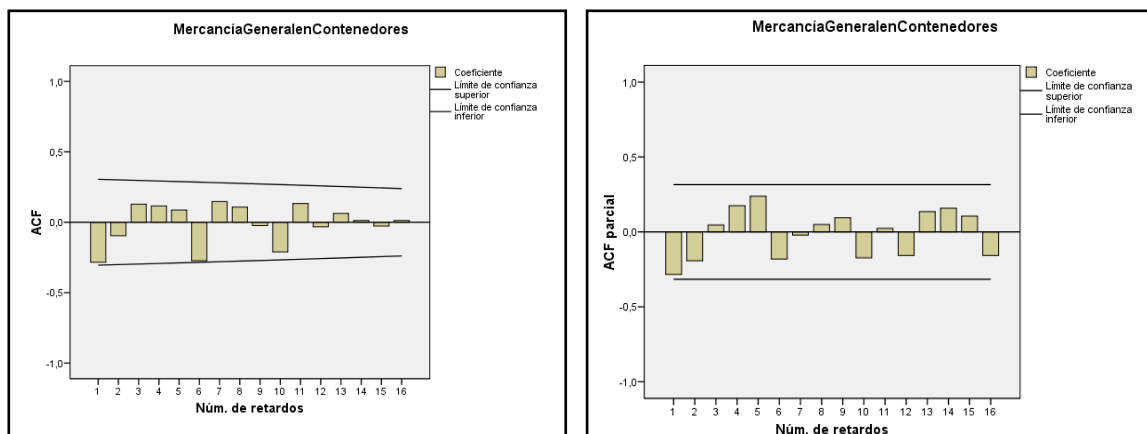 MercancíaGeneralenContenedores
Coeficiente
Límite de confianza
superior
Límite de confianza
inferior
1,0
0,5
0,0
-0,5
-1,0
ACF
1 2 3 4 5 6 7 8 9 10 11 12 13 14 15 16
Núm. de retardos
MercancíaGeneralenContenedores
Coeficiente
Límite de confianza
superior
Límite de confianza
inferior
1,0
0,5
0,0
-0,5
-1,0
ACF parcial
1 2 3 4 5 6 7 8 9 10 11 12 13 14 15 16
Núm. de retardos